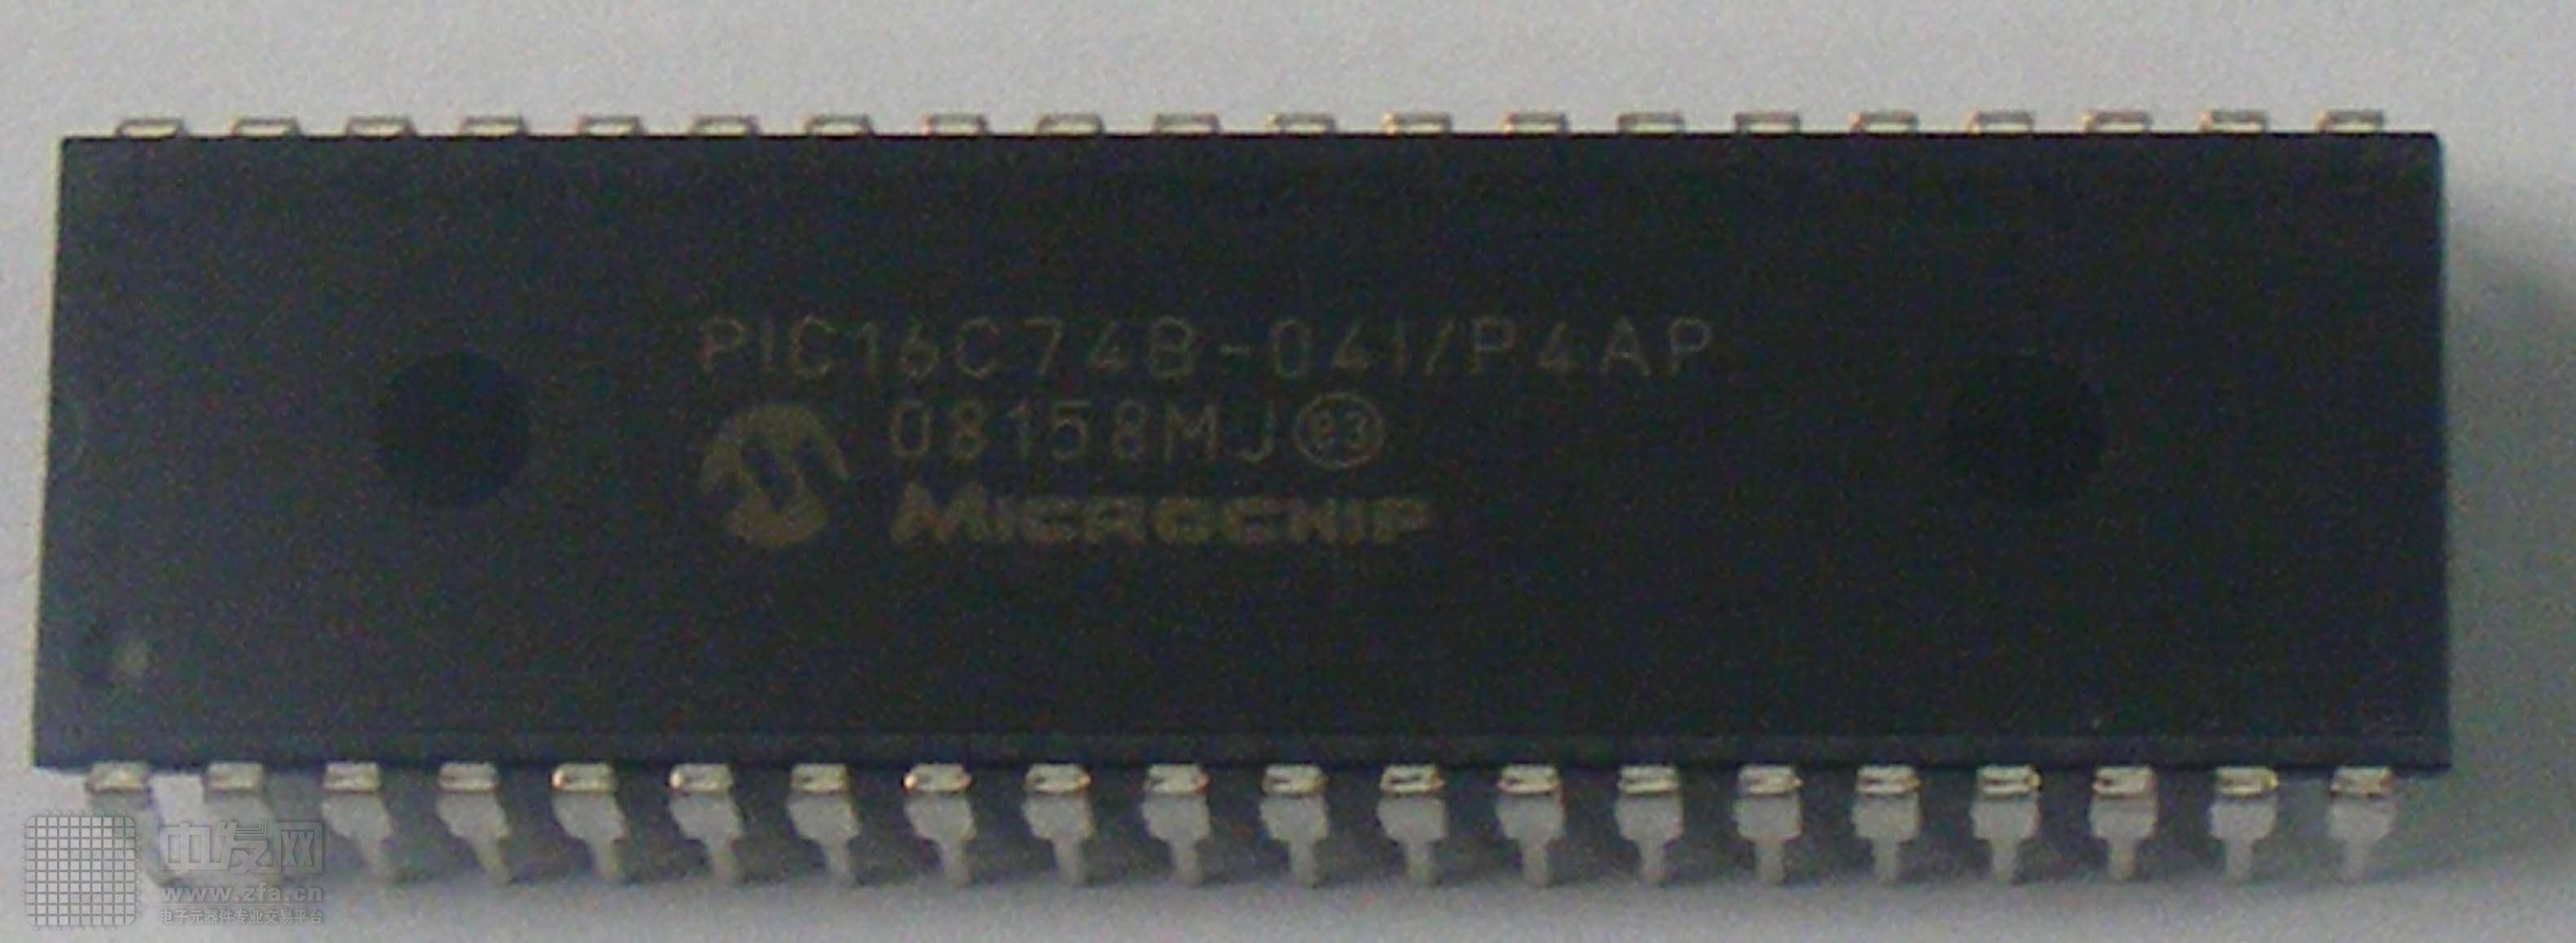 PIC16C74B-04I/P4AP
08158MJ e3
MICROCHIP
中发网
www.zfa.cn
电子元器件专业交易平台